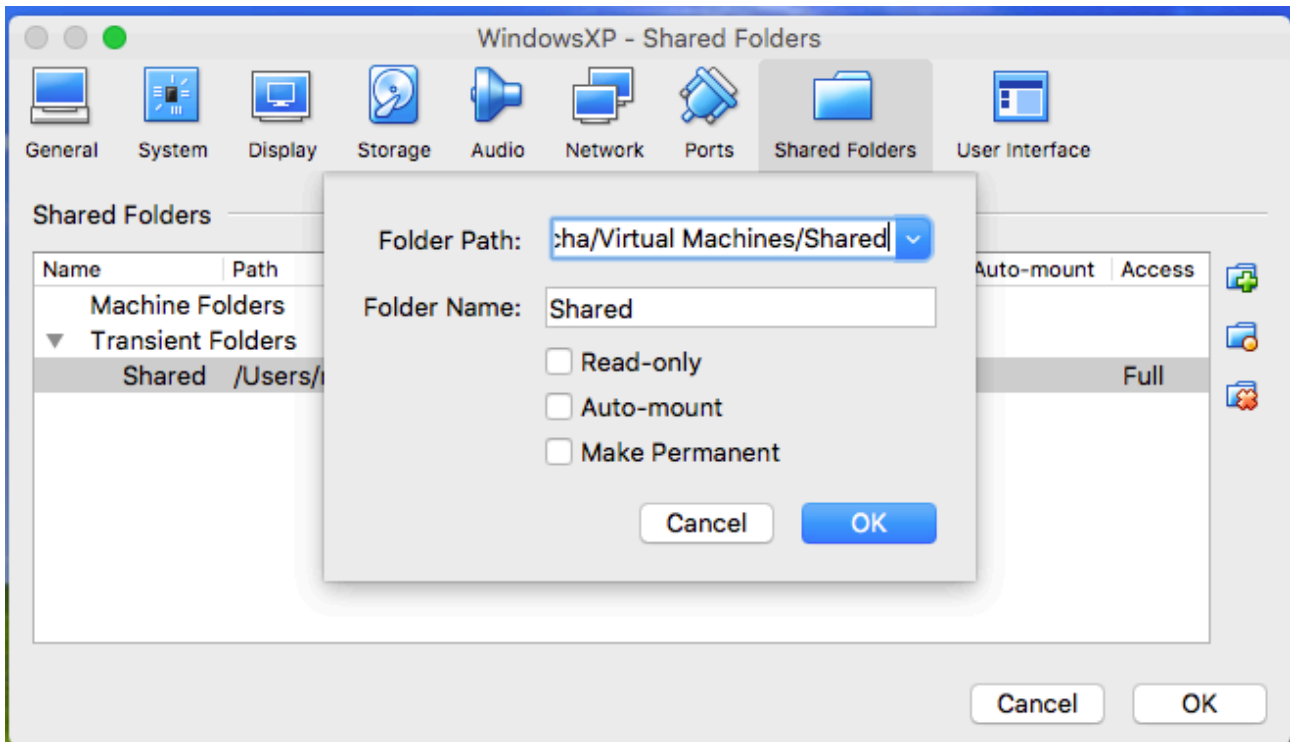 WindowsXP - Shared Folders
General System Display Storage Audio Network Ports Shared Folders User Interface
Shared Folders
Folder Path: :ha/Virtual Machines/Shared
Name Path Auto-mount Access
Machine Folders
Folder Name: Shared
Transient Folders
Read-only
Shared /Users/ Full
Auto-mount
Make Permanent
Cancel OK
Cancel OK